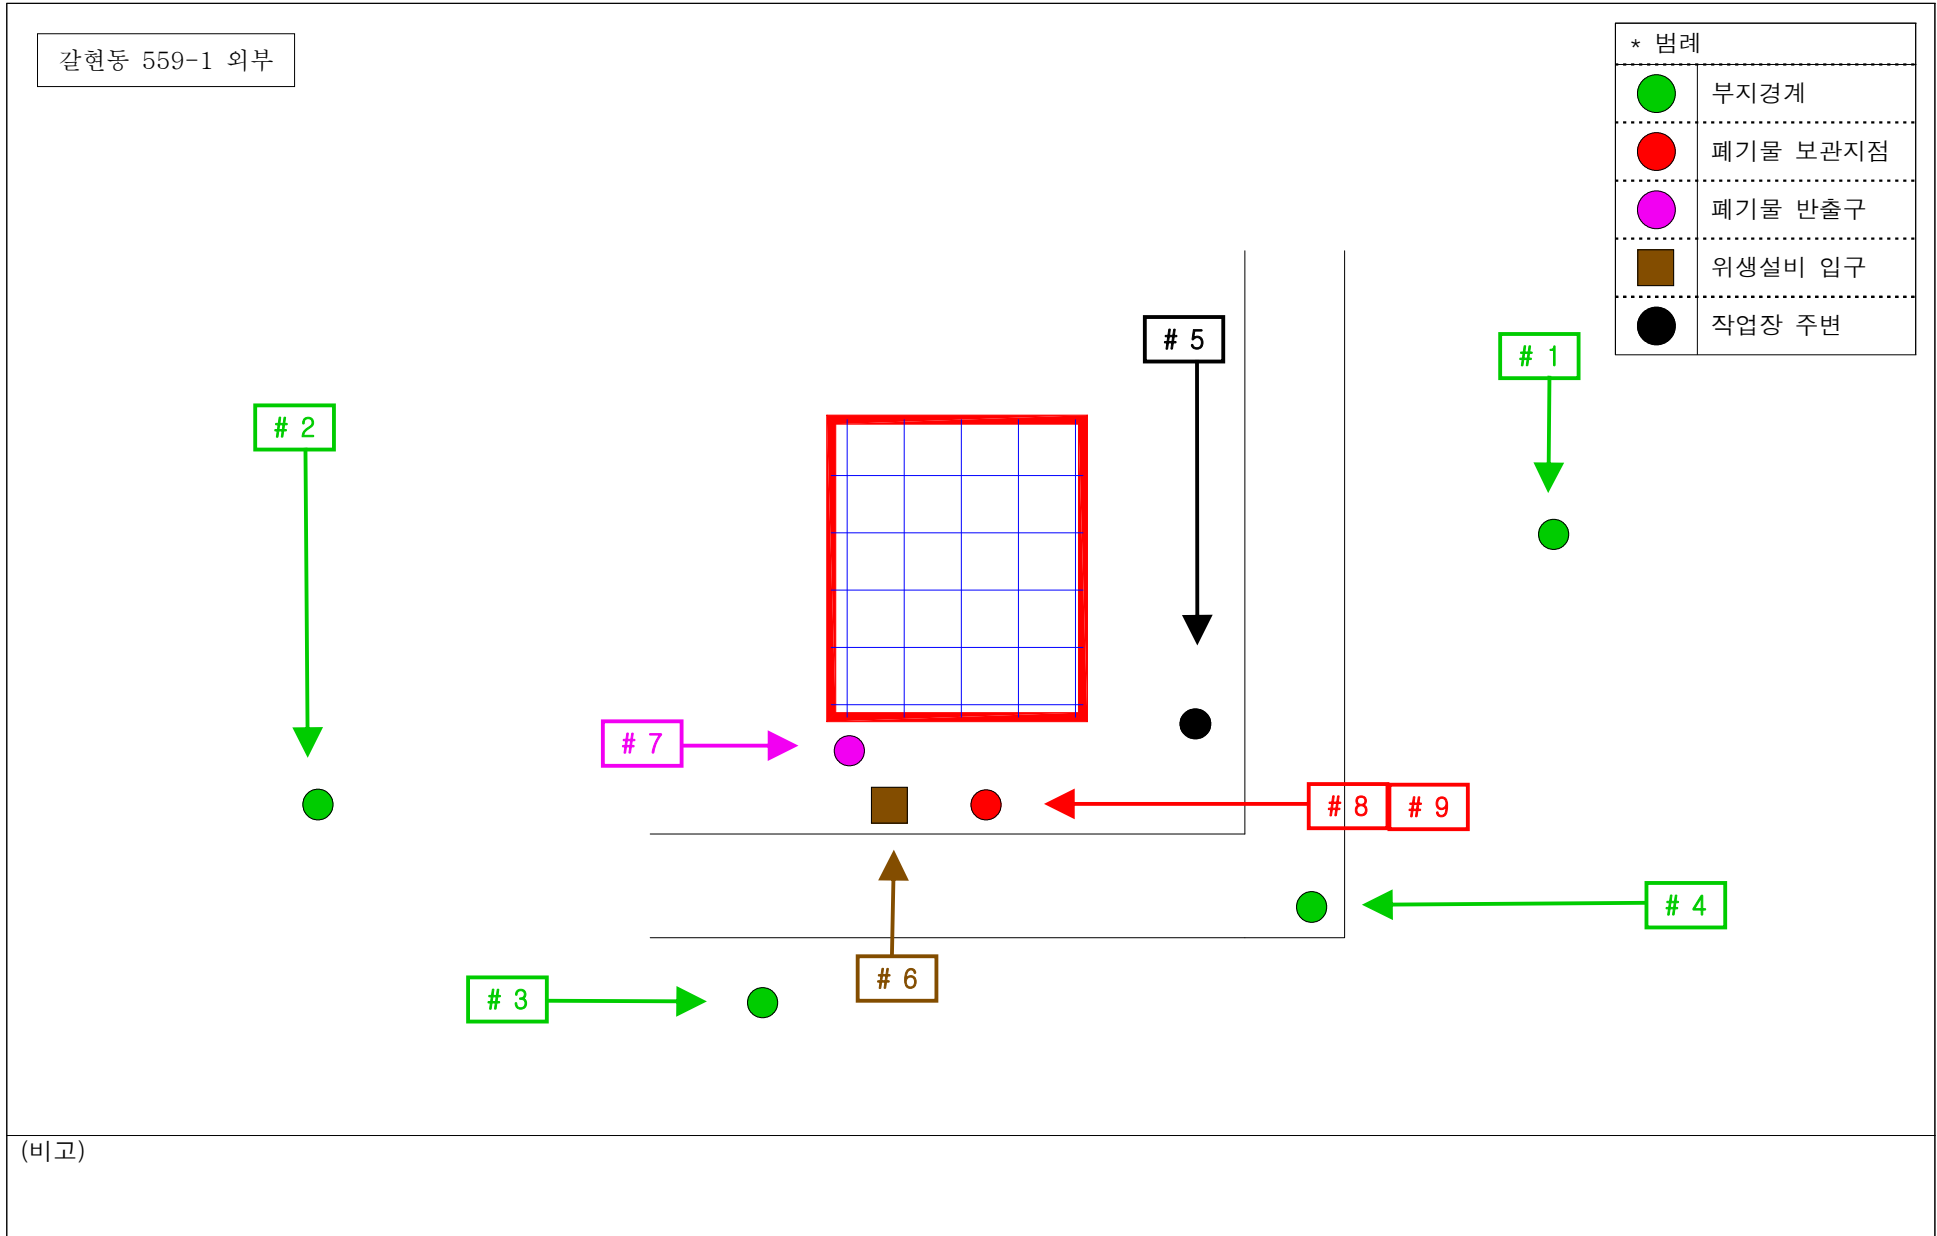 갈현동 559-1 외부
* 범례
부지경계
폐기물 보관지점
폐기물 반출구
위생설비 입구
작업장 주변
# 5
# 1
# 2
# 7
# 8 # 9
# 4
# 6
# 3
(비고)